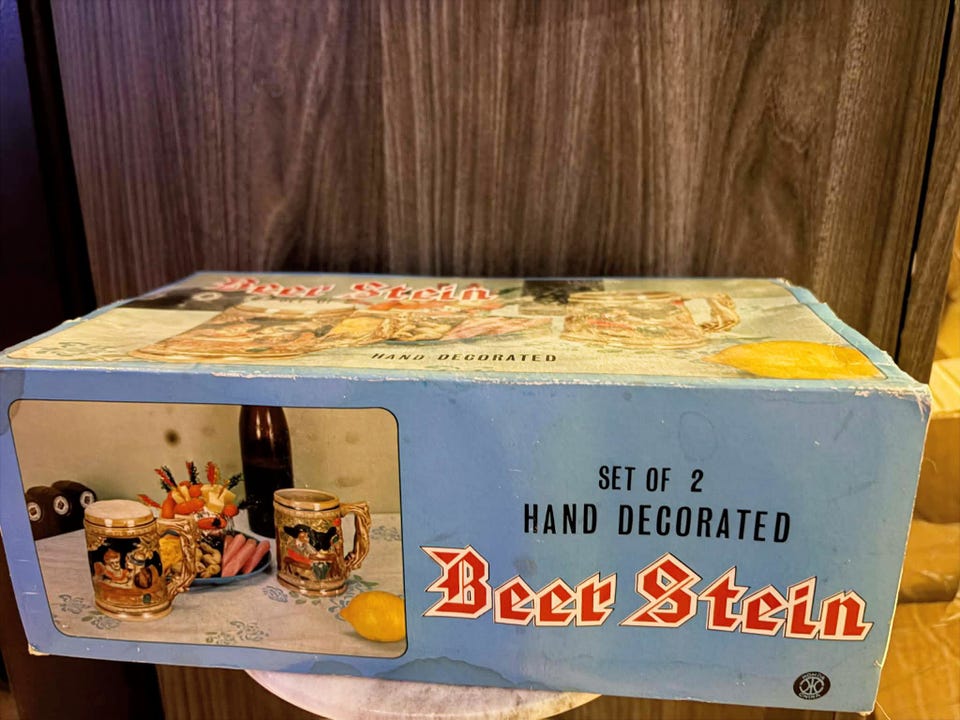 Beer Stein
HAND DECORATED
SET OF 2
HAND DECORATED
Beer Stein